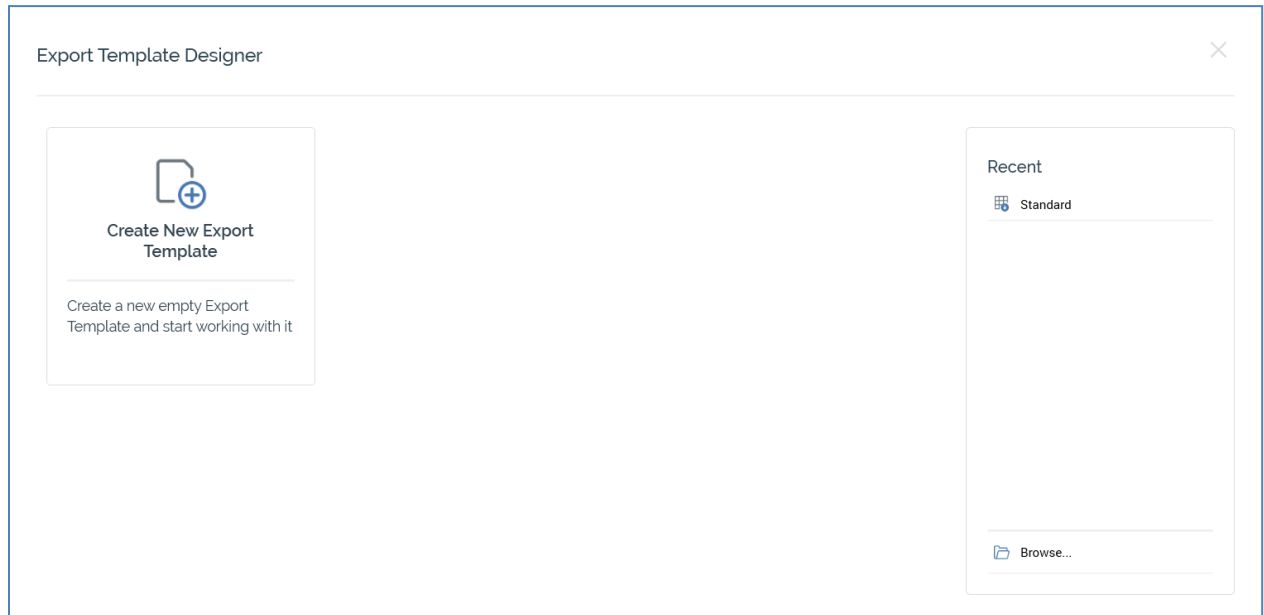 Export Template Designer
Create New Export
Template
Create a new empty Export
Template and start working with it
Recent
Standard
Browse...